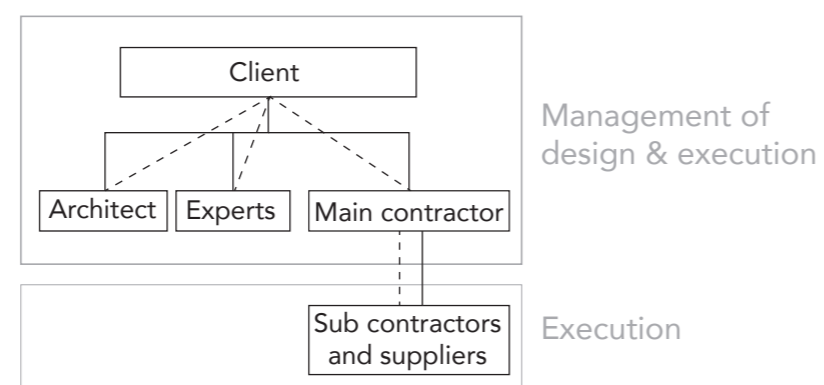 Client
Management of
design & execution
Architect
Experts
Main contractor
Sub contractors
and suppliers
Execution